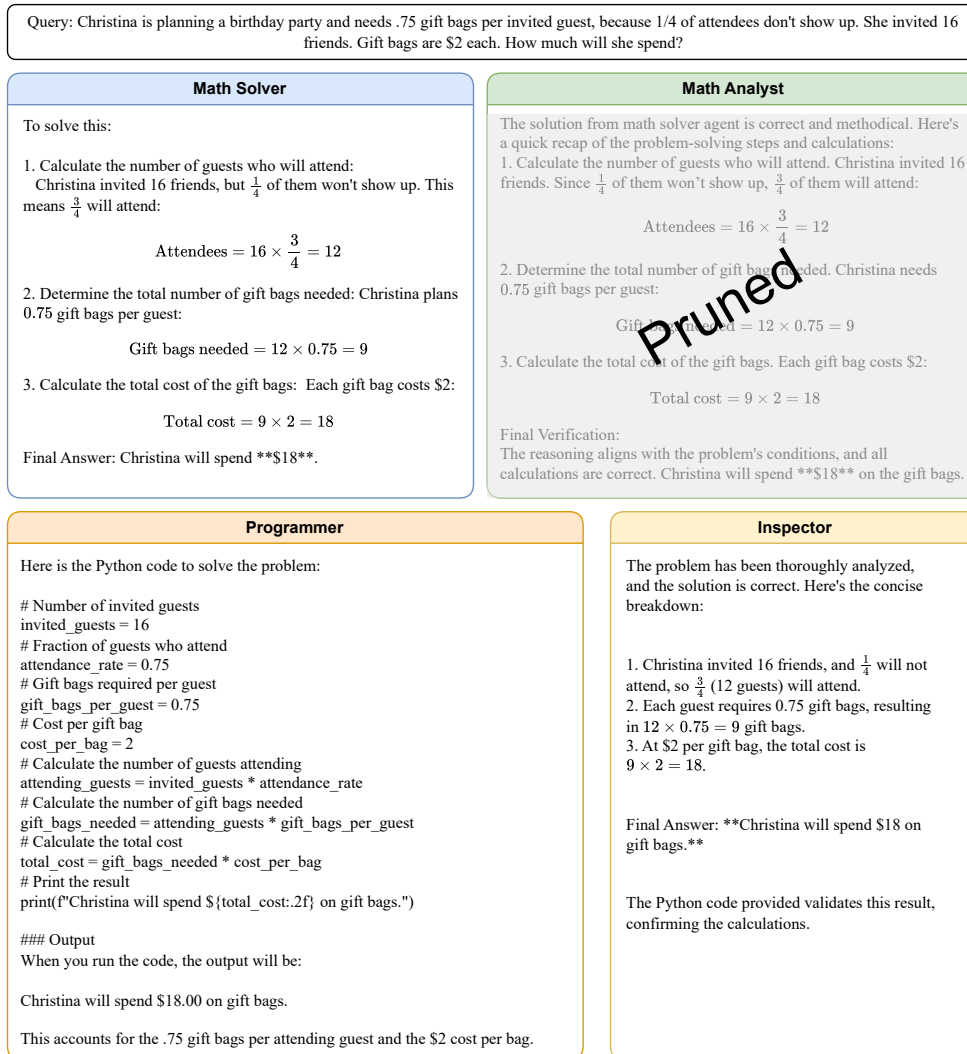 Query: Christina is planning a birthday party and needs .75 gift bags per invited guest, because 1/4 of attendees don't show up. She invited 16
friends. Gift bags are $2 each. How much will she spend?
Math Solver
To solve this:
1. Calculate the number of guests who will attend:
Christina invited 16 friends, but 1/4 of them won't show up. This
means 3/4 will attend:
Attendees = 16 × 3/4 = 12
2. Determine the total number of gift bags needed: Christina plans
0.75 gift bags per guest:
Gift bags needed = 12 × 0.75 = 9
3. Calculate the total cost of the gift bags:  Each gift bag costs $2:
Total cost = 9 × 2 = 18
Final Answer: Christina will spend **$18**.
Math Analyst
The solution from math solver agent is correct and methodical. Here's
a quick recap of the problem-solving steps and calculations:
1. Calculate the number of guests who will attend. Christina invited 16
friends. Since 1/4 of them won’t show up, 3/4 of them will attend:
Attendees = 16 × 3/4 = 12
2. Determine the total number of gift bags needed. Christina needs
0.75 gift bags per guest:
Gift bags needed = 12 × 0.75 = 9
3. Calculate the total cost of the gift bags. Each gift bag costs $2:
Total cost = 9 × 2 = 18
Final Verification:
The reasoning aligns with the problem's conditions, and all
calculations are correct. Christina will spend **$18** on the gift bags.
Pruned
Programmer
Here is the Python code to solve the problem:
# Number of invited guests
invited_guests = 16
# Fraction of guests who attend
attendance_rate = 0.75
# Gift bags required per guest
gift_bags_per_guest = 0.75
# Cost per gift bag
cost_per_bag = 2
# Calculate the number of guests attending
attending_guests = invited_guests * attendance_rate
# Calculate the number of gift bags needed
gift_bags_needed = attending_guests * gift_bags_per_guest
# Calculate the total cost
total_cost = gift_bags_needed * cost_per_bag
# Print the result
print(f"Christina will spend ${total_cost:.2f} on gift bags.")
### Output
When you run the code, the output will be:
Christina will spend $18.00 on gift bags.
This accounts for the .75 gift bags per attending guest and the $2 cost per bag.
Inspector
The problem has been thoroughly analyzed,
and the solution is correct. Here's the concise
breakdown:
1. Christina invited 16 friends, and 1/4 will not
attend, so 3/4 (12 guests) will attend.
2. Each guest requires 0.75 gift bags, resulting
in 12 × 0.75 = 9 gift bags.
3. At $2 per gift bag, the total cost is
9 × 2 = 18.
Final Answer: **Christina will spend $18 on
gift bags.**
The Python code provided validates this result,
confirming the calculations.